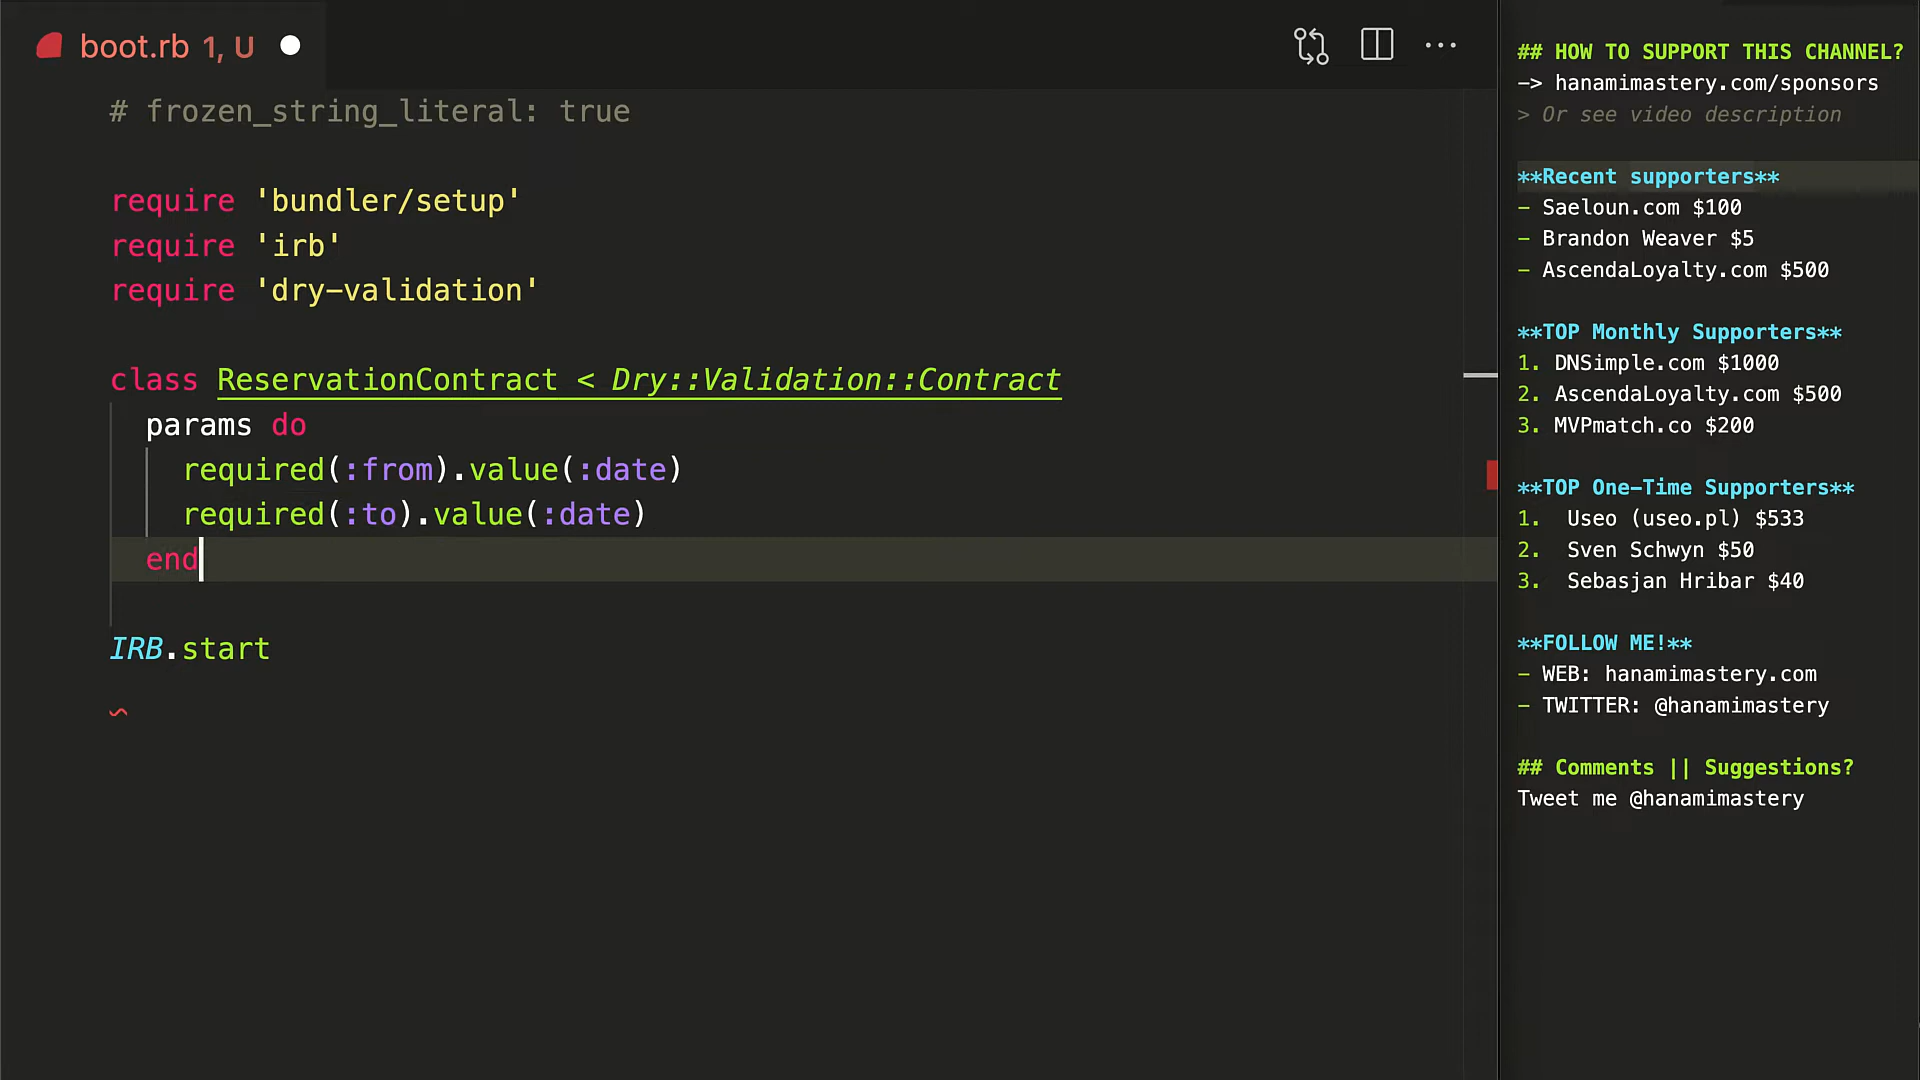 boot.rb 1, U
# frozen_string_literal: true
require 'bundler/setup'
require 'irb'
require 'dry-validation'
class ReservationContract < Dry::Validation::Contract
  params do
    required(:from).value(:date)
    required(:to).value(:date)
  end
IRB.start
## HOW TO SUPPORT THIS CHANNEL?
-> hanamimastery.com/sponsors
> Or see video description
**Recent supporters**
- Saeloun.com $100
- Brandon Weaver $5
- AscendaLoyalty.com $500
**TOP Monthly Supporters**
1. DNSimple.com $1000
2. AscendaLoyalty.com $500
3. MVPmatch.co $200
**TOP One-Time Supporters**
1.  Useo (useo.pl) $533
2.  Sven Schwyn $50
3.  Sebasjan Hribar $40
**FOLLOW ME!**
- WEB: hanamimastery.com
- TWITTER: @hanamimastery
## Comments || Suggestions?
Tweet me @hanamimastery